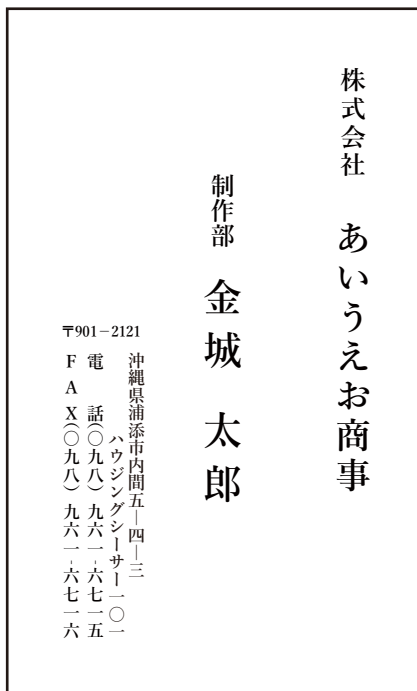 株式会社 あいうえお商事
制作部 金城 太郎
〒901-2121
沖縄県浦添市内間五―四―三
ハウジングシーサー一〇一
電 話(〇九八)九六一-六七一五
FAX(〇九八)九六一-六七一六